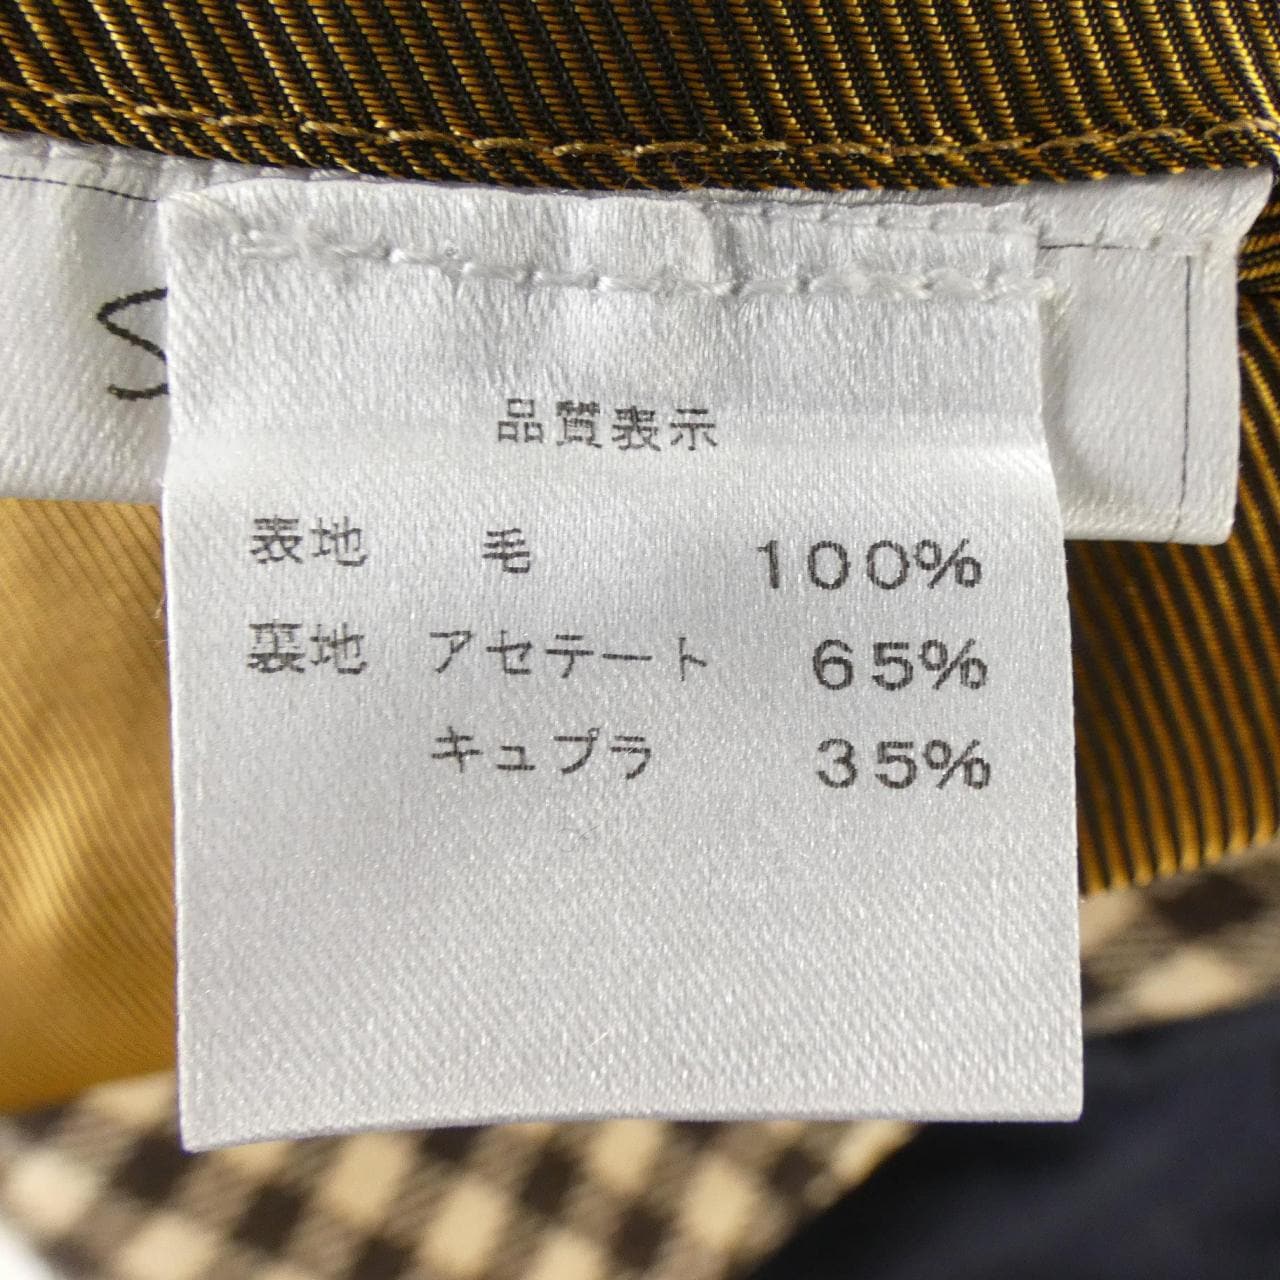 品質表示
表地 毛 100%
裏地 アセテート 65%
キュプラ 35%